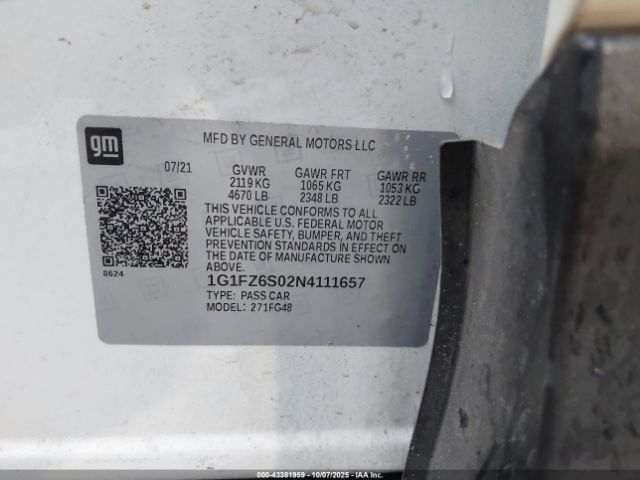 gm
MFD BY GENERAL MOTORS LLC
07/21 GVWR GAWR FRT GAWR RR
2119 KG 1065 KG 1053 KG
4670 LB 2348 LB 2322 LB
THIS VEHICLE CONFORMS TO ALL
APPLICABLE U.S. FEDERAL MOTOR
VEHICLE SAFETY, BUMPER, AND THEFT
PREVENTION STANDARDS IN EFFECT ON
THE DATE OF MANUFACTURE SHOWN
ABOVE.
8624
1G1FZ6S02N4111657
TYPE: PASS CAR
MODEL: 271FG48
00-43381959 | 10/07/2025 | IAA